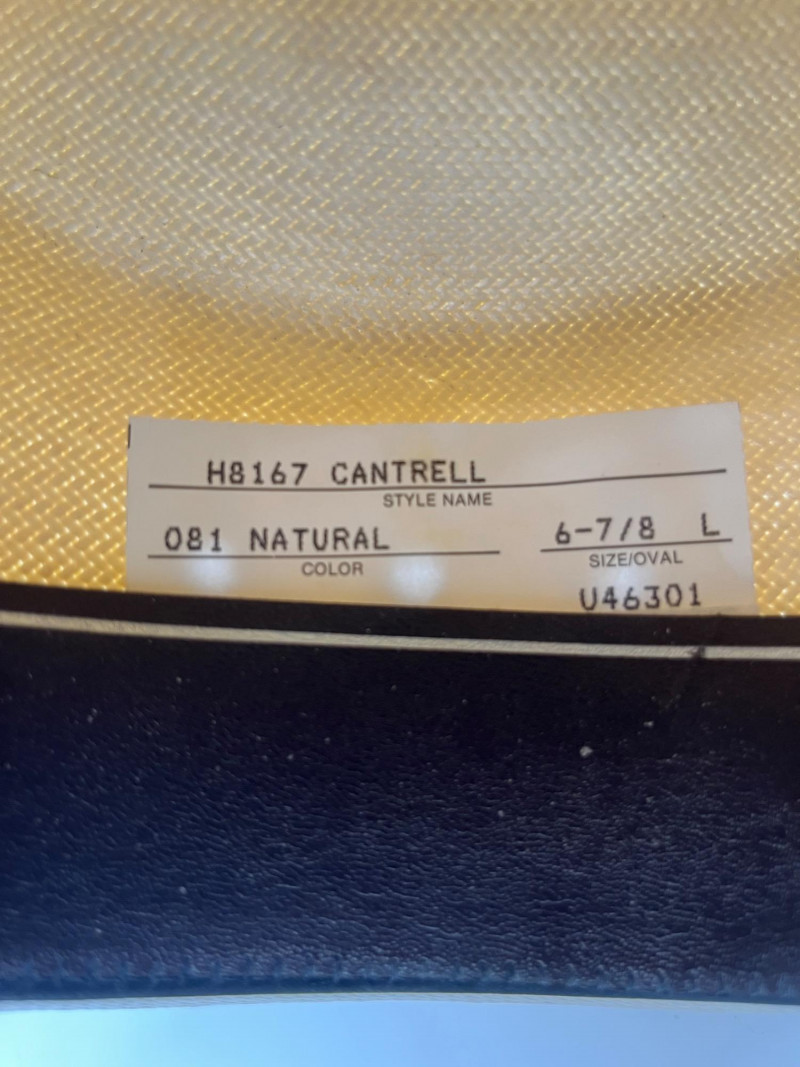 H8167 CANTRELL
STYLE NAME
081 NATURAL
COLOR
6-7/8 L
SIZE/OVAL
U46301